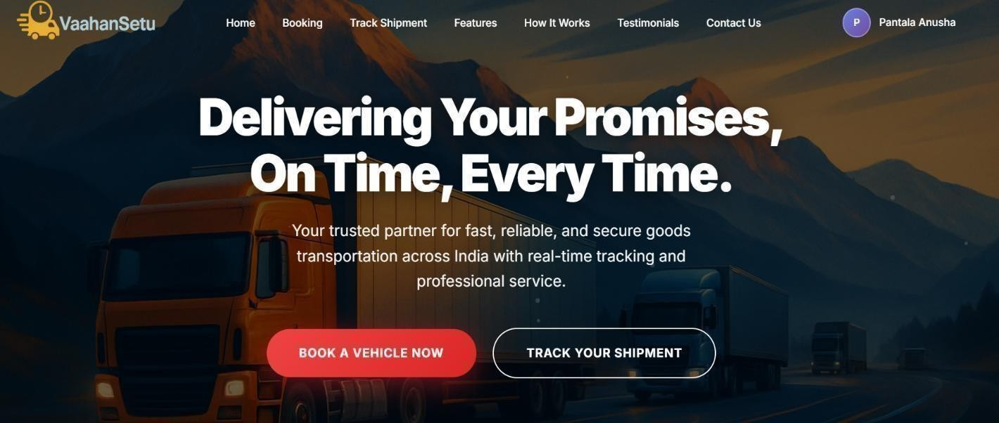 VaahanSetu
Home Booking Track Shipment Features How It Works Testimonials Contact Us
P Pantala Anusha
Delivering Your Promises,
On Time, Every Time.
Your trusted partner for fast, reliable, and secure goods
transportation across India with real-time tracking and
professional service.
BOOK A VEHICLE NOW
TRACK YOUR SHIPMENT